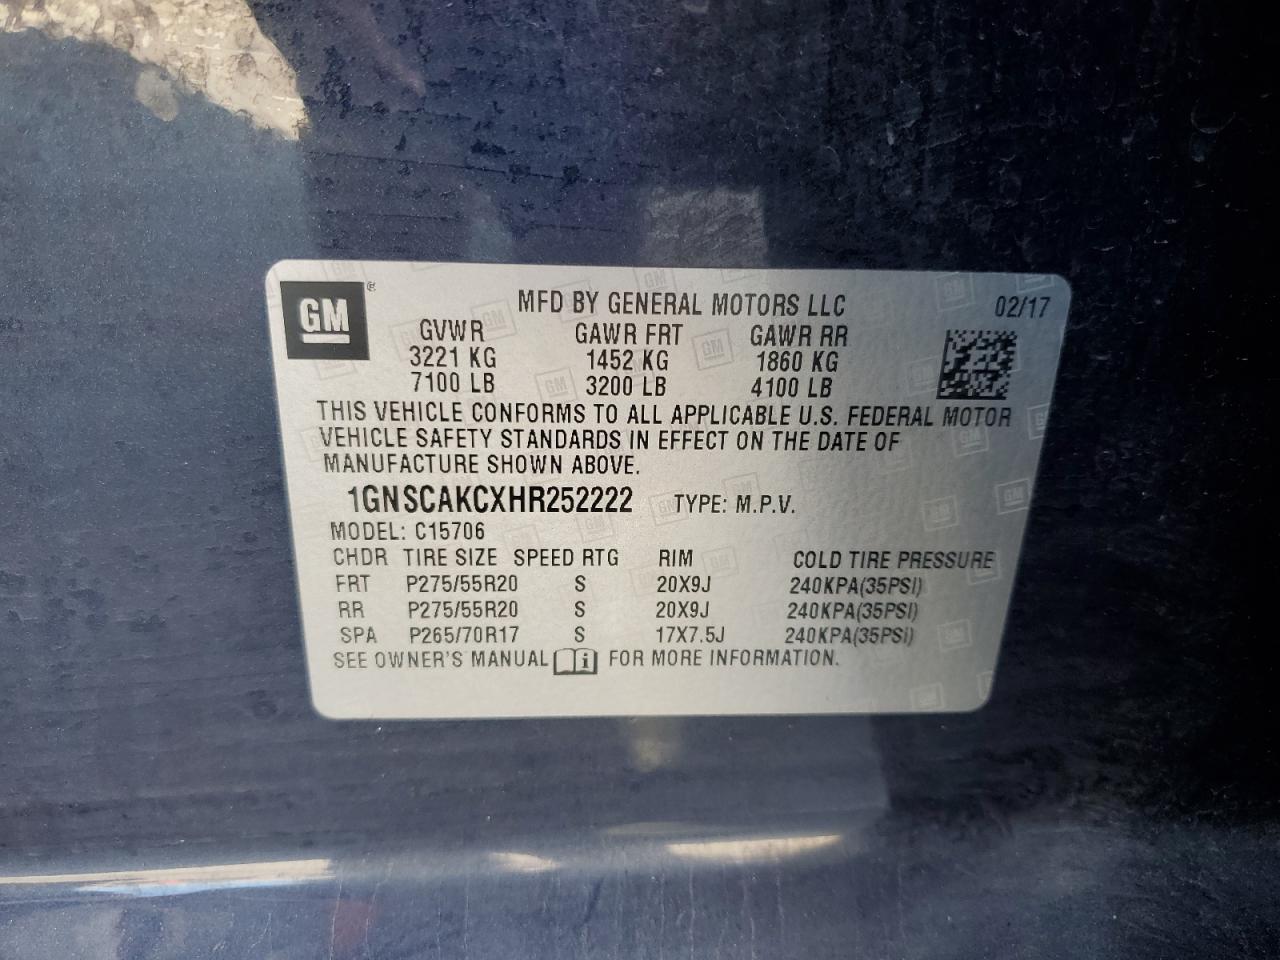 GM ®
MFD BY GENERAL MOTORS LLC 02/17
GVWR GAWR FRT GAWR RR
3221 KG 1452 KG 1860 KG
7100 LB 3200 LB 4100 LB
THIS VEHICLE CONFORMS TO ALL APPLICABLE U.S. FEDERAL MOTOR
VEHICLE SAFETY STANDARDS IN EFFECT ON THE DATE OF
MANUFACTURE SHOWN ABOVE.
1GNSCAKCXHR252222 TYPE: M.P.V.
MODEL: C15706
CHDR TIRE SIZE SPEED RTG RIM COLD TIRE PRESSURE
FRT P275/55R20 S 20X9J 240KPA(35PSI)
RR P275/55R20 S 20X9J 240KPA(35PSI)
SPA P265/70R17 S 17X7.5J 240KPA(35PSI)
SEE OWNER'S MANUAL i FOR MORE INFORMATION.